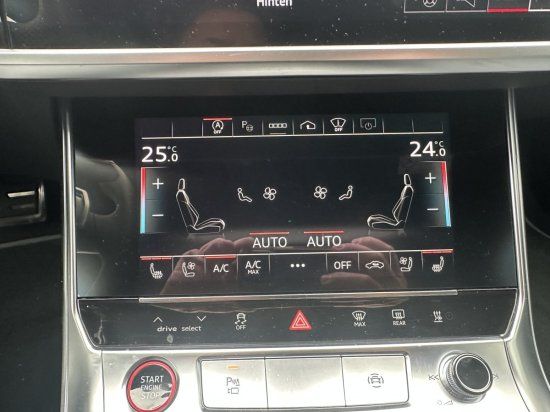 Hinten
A OFF P OFF
25.0 °C 24.0 °C
+ +
− −
AUTO AUTO
A/C A/C MAX ••• OFF
drive select OFF MAX REAR
START ENGINE STOP P